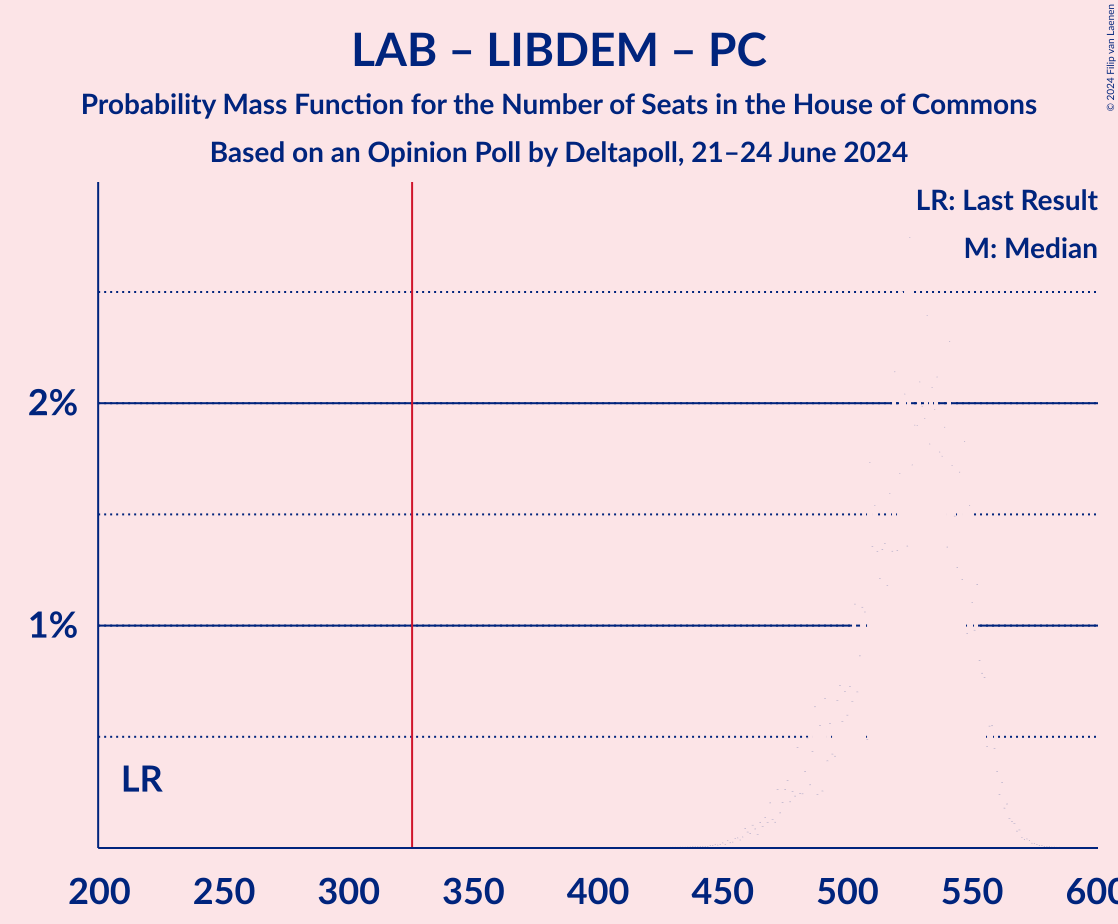 LAB – LIBDEM – PC
Probability Mass Function for the Number of Seats in the House of Commons
Based on an Opinion Poll by Deltapoll, 21–24 June 2024
© 2024 Filip van Laenen
LR: Last Result
M: Median
2%
1%
LR
200 250 300 350 400 450 500 550 600